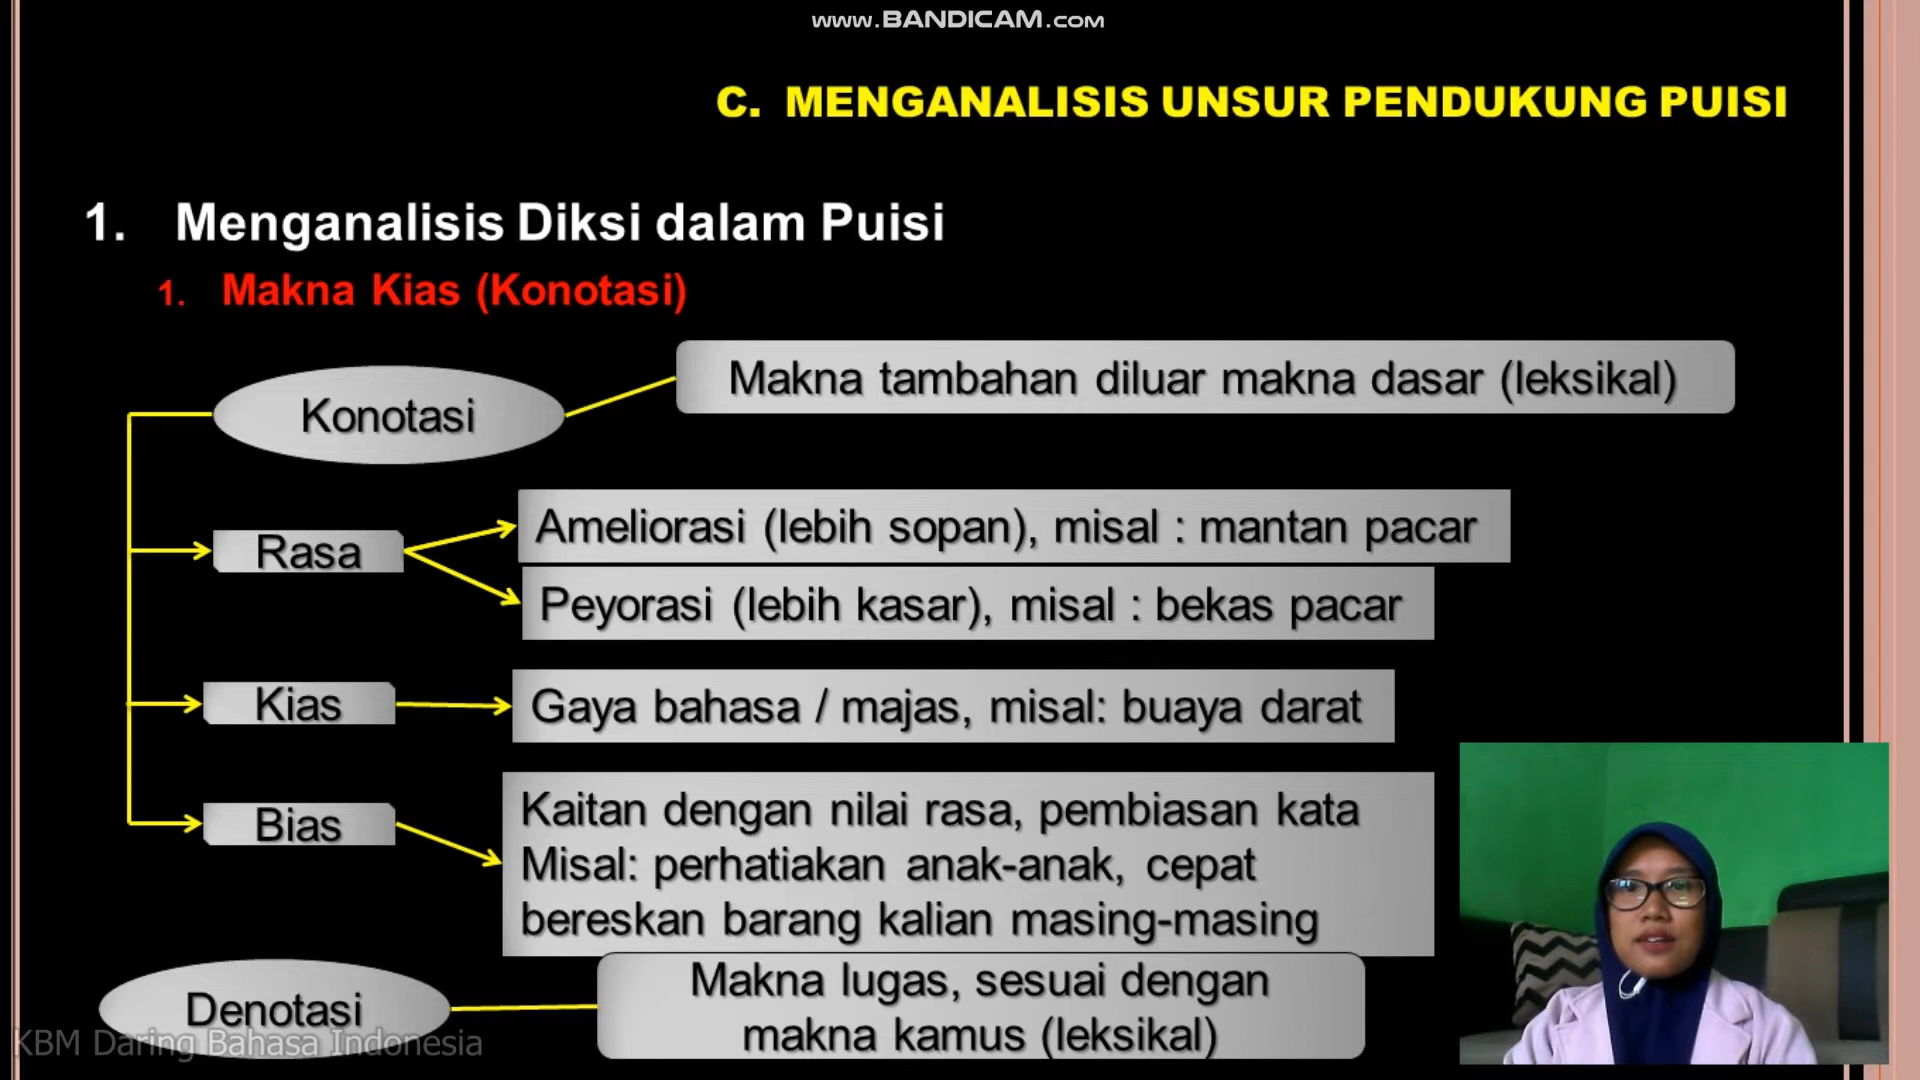 www.BANDICAM.com
C. MENGANALISIS UNSUR PENDUKUNG PUISI
1. Menganalisis Diksi dalam Puisi
1. Makna Kias (Konotasi)
Konotasi
Makna tambahan diluar makna dasar (leksikal)
Rasa
Ameliorasi (lebih sopan), misal : mantan pacar
Peyorasi (lebih kasar), misal : bekas pacar
Kias
Gaya bahasa / majas, misal: buaya darat
Bias
Kaitan dengan nilai rasa, pembiasan kata
Misal: perhatiakan anak-anak, cepat
bereskan barang kalian masing-masing
Denotasi
Makna lugas, sesuai dengan
makna kamus (leksikal)
KBM Daring Bahasa Indonesia